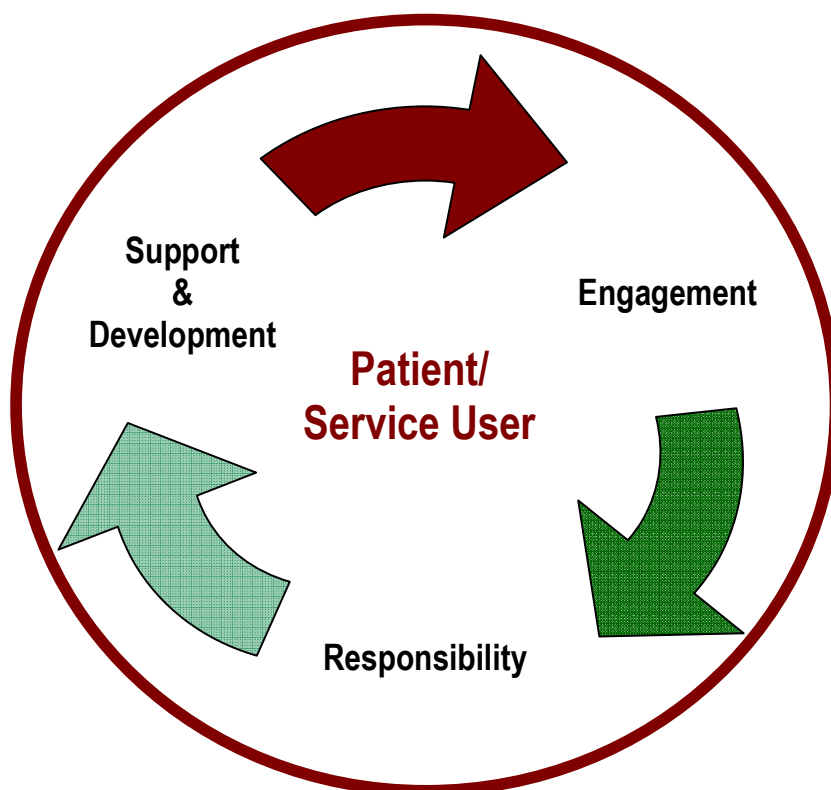 Support
&
Development
Engagement
Patient/
Service User
Responsibility